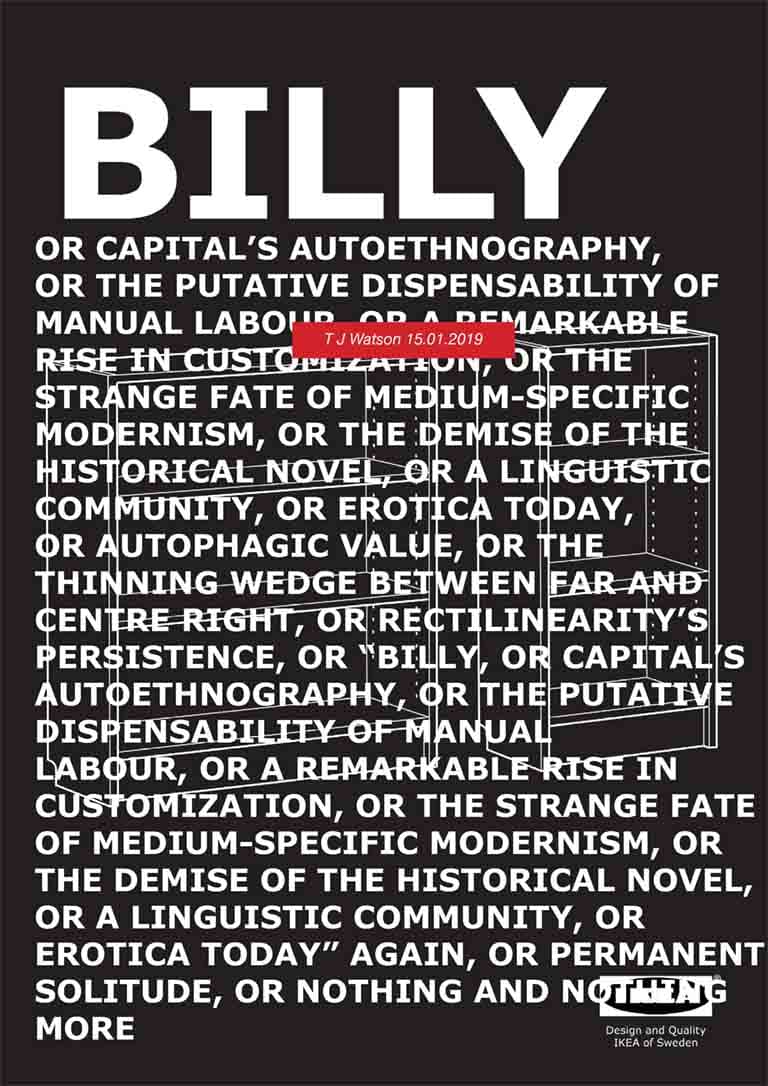 BILLY
OR CAPITAL’S AUTOETHNOGRAPHY,
OR THE PUTATIVE DISPENSABILITY OF
MANUAL LABOUR, OR A REMARKABLE
T J Watson 15.01.2019
RISE IN CUSTOMIZATION, OR THE
STRANGE FATE OF MEDIUM-SPECIFIC
MODERNISM, OR THE DEMISE OF THE
HISTORICAL NOVEL, OR A LINGUISTIC
COMMUNITY, OR EROTICA TODAY,
OR AUTOPHAGIC VALUE, OR THE
THINNING WEDGE BETWEEN FAR AND
CENTRE RIGHT, OR RECTILINEARITY’S
PERSISTENCE, OR “BILLY, OR CAPITAL’S
AUTOETHNOGRAPHY, OR THE PUTATIVE
DISPENSABILITY OF MANUAL
LABOUR, OR A REMARKABLE RISE IN
CUSTOMIZATION, OR THE STRANGE FATE
OF MEDIUM-SPECIFIC MODERNISM, OR
THE DEMISE OF THE HISTORICAL NOVEL,
OR A LINGUISTIC COMMUNITY, OR
EROTICA TODAY” AGAIN, OR PERMANENT
SOLITUDE, OR NOTHING AND NOTHING
MORE
®
Design and Quality
IKEA of Sweden